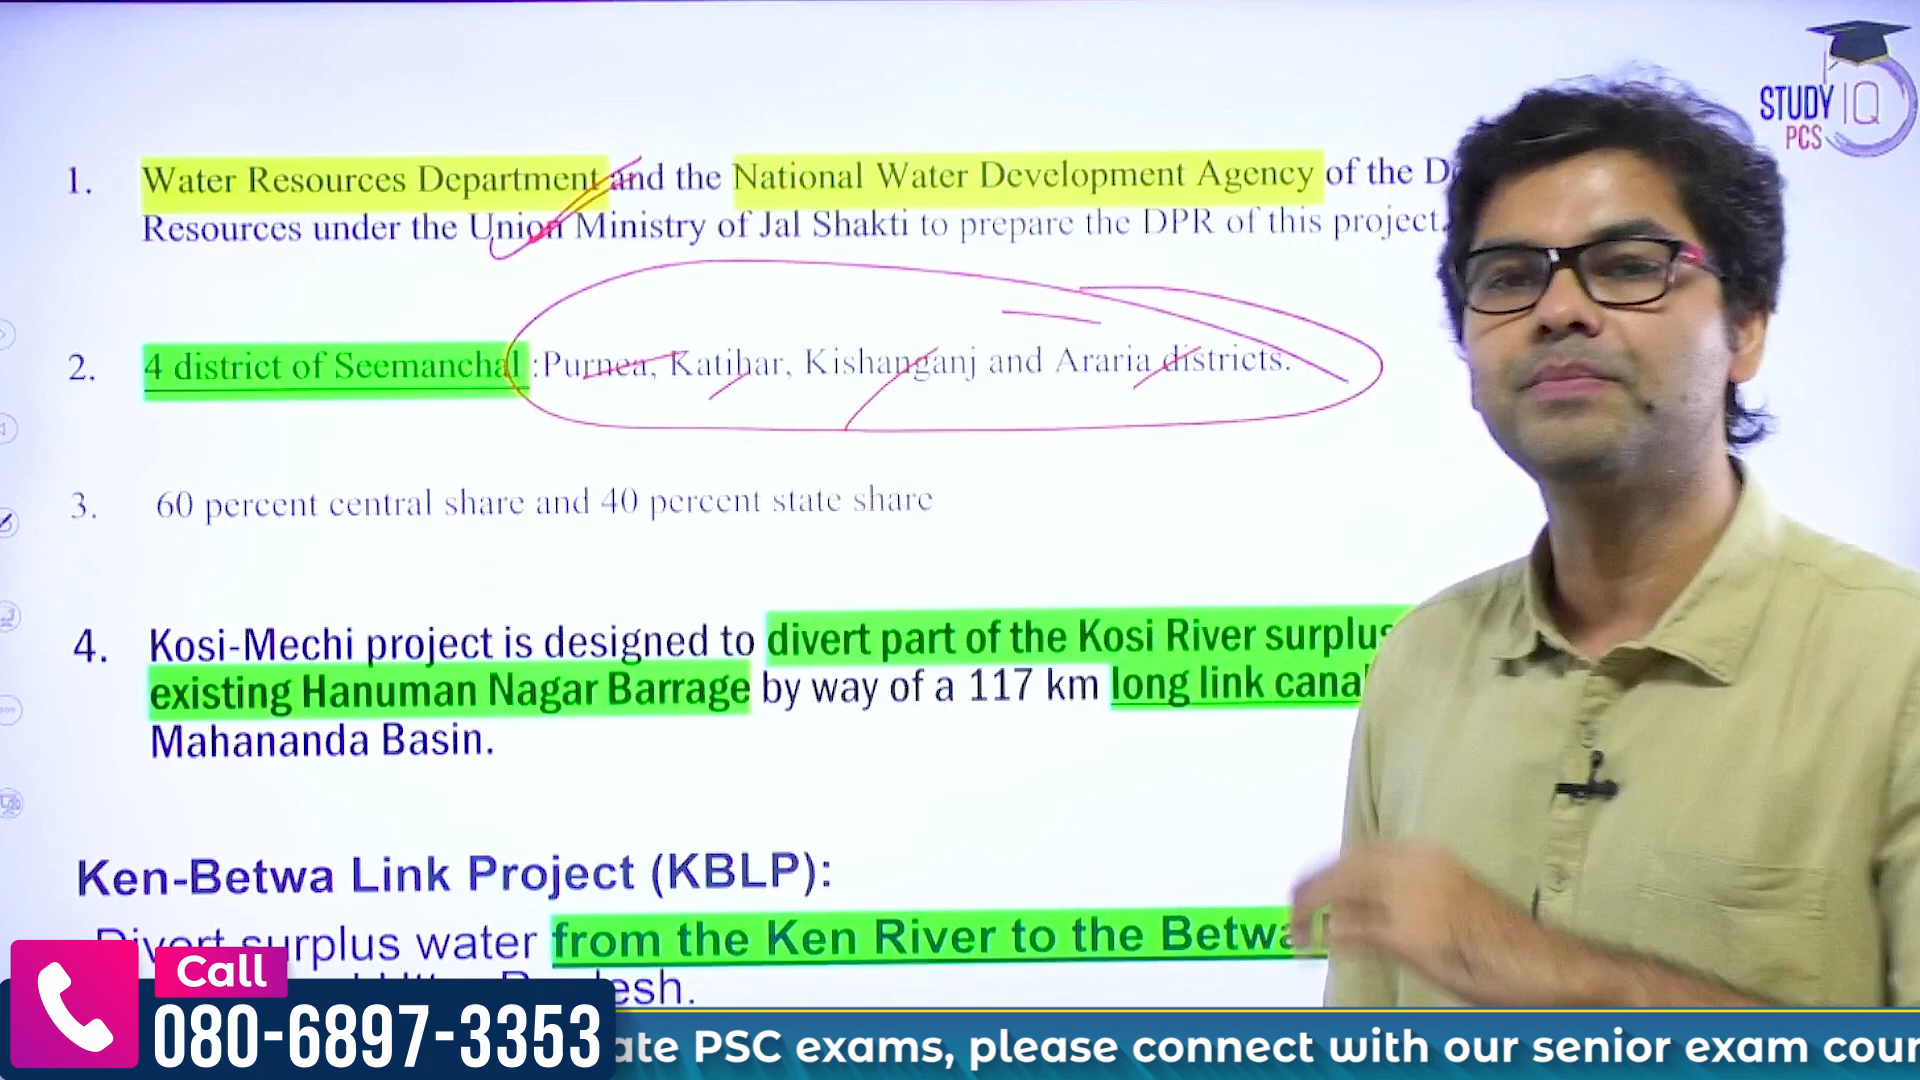 STUDY IQ
PCS
1. Water Resources Department and the National Water Development Agency of the D
Resources under the Union Ministry of Jal Shakti to prepare the DPR of this project.
2. 4 district of Seemanchal :Purnea, Katihar, Kishanganj and Araria districts.
3. 60 percent central share and 40 percent state share
4. Kosi-Mechi project is designed to divert part of the Kosi River surplus
existing Hanuman Nagar Barrage by way of a 117 km long link canal
Mahananda Basin.
Ken-Betwa Link Project (KBLP):
Divert surplus water from the Ken River to the Betwa
Call
080-6897-3353
PSC exams, please connect with our senior exam